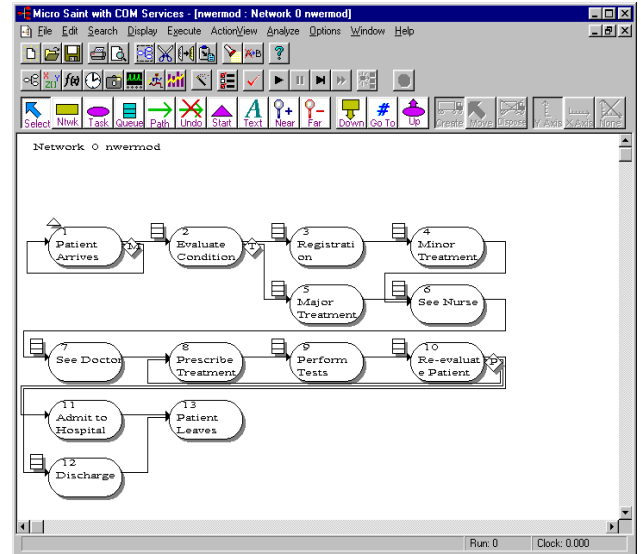 Micro Saint with COM Services - [nwermod : Network 0 nwermod]
File Edit Search Display Execute ActionView Analyze Options Window Help
Select Ntwk Task Queue Path Undo Start Text Near Far Down Go To Up Create Move Dispose Y Axis X Axis None
Network 0 nwermod
1
Patient
Arrives
M
2
Evaluate
Condition
T
3
Registrati
on
4
Minor
Treatment
5
Major
Treatment
6
See Nurse
7
See Doctor
8
Prescribe
Treatment
9
Perform
Tests
10
Re-evaluat
e Patient
P
11
Admit to
Hospital
13
Patient
Leaves
12
Discharge
Run: 0 Clock: 0.000